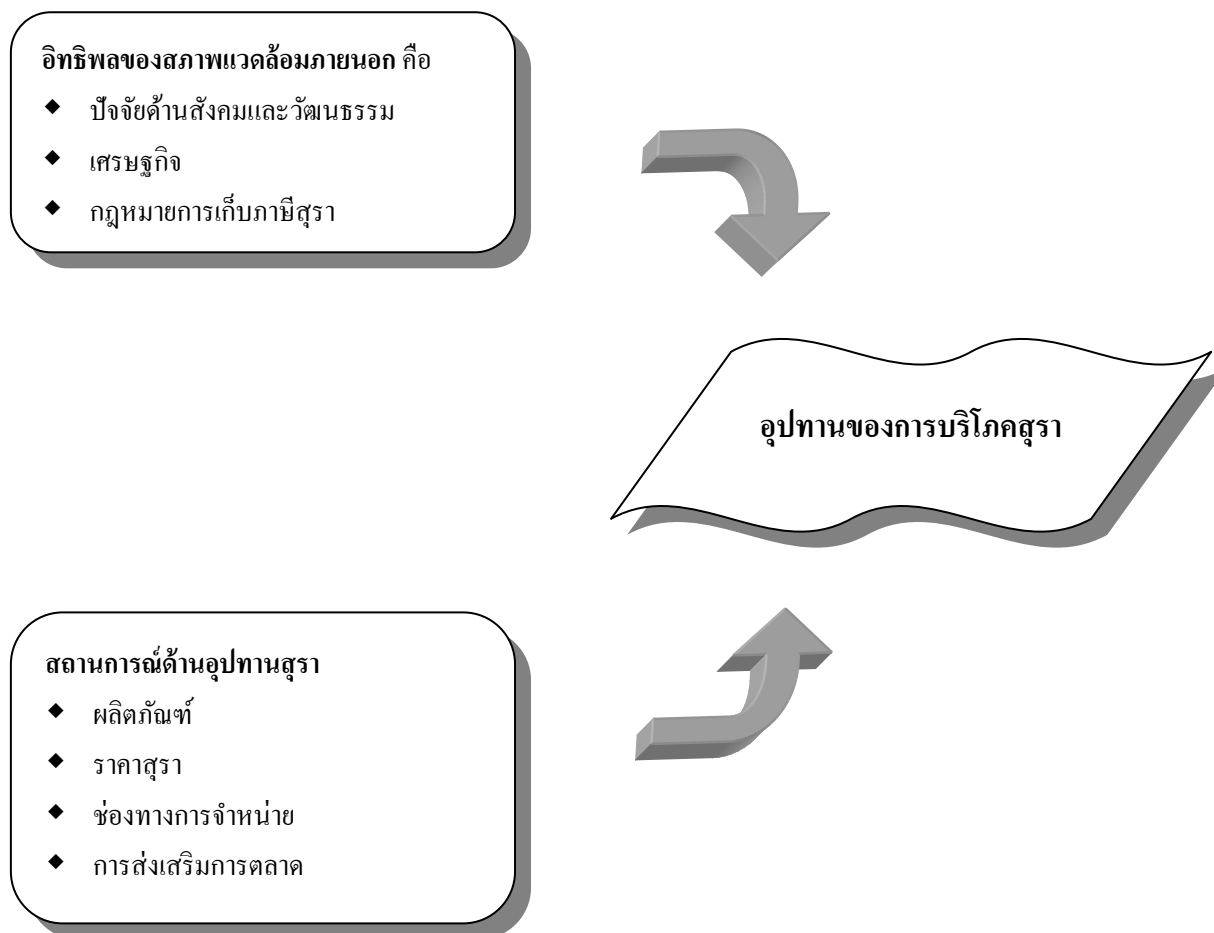 อิทธิพลของสภาพแวดล้อมภายนอก คือ
◆ ปัจจัยด้านสังคมและวัฒนธรรม
◆ เศรษฐกิจ
◆ กฎหมายการเก็บภาษีสุรา
อุปทานของการบริโภคสุรา
สถานการณ์ด้านอุปทานสุรา
◆ ผลิตภัณฑ์
◆ ราคาสุรา
◆ ช่องทางการจำหน่าย
◆ การส่งเสริมการตลาด